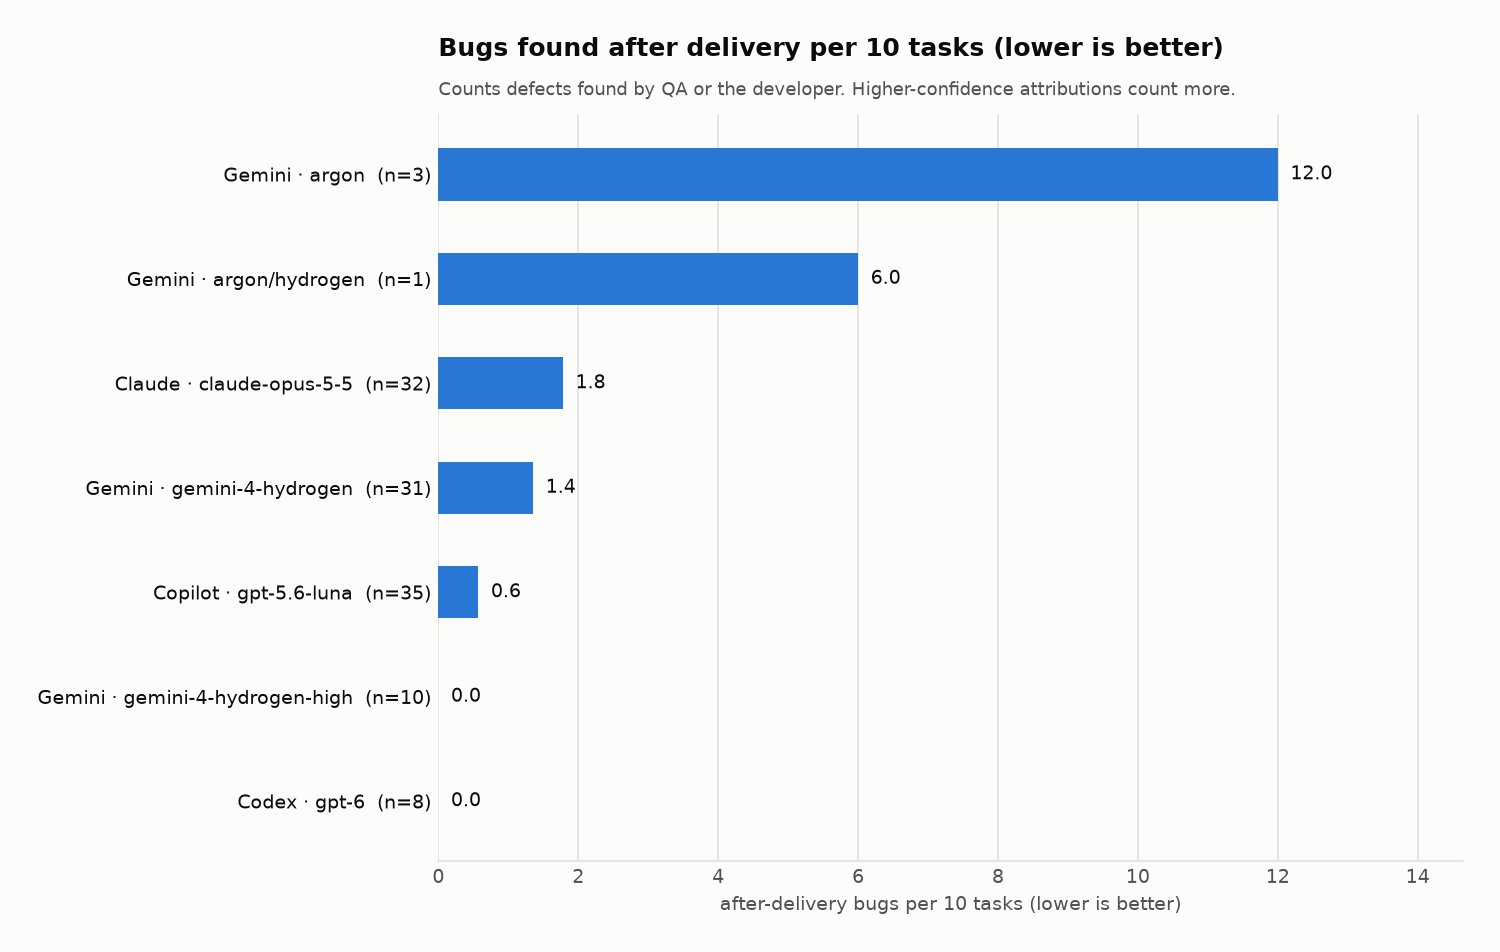 Bugs found after delivery per 10 tasks (lower is better)
Counts defects found by QA or the developer. Higher-confidence attributions count more.
Gemini · argon (n=3) 12.0
Gemini · argon/hydrogen (n=1) 6.0
Claude · claude-opus-5-5 (n=32) 1.8
Gemini · gemini-4-hydrogen (n=31) 1.4
Copilot · gpt-5.6-luna (n=35) 0.6
Gemini · gemini-4-hydrogen-high (n=10) 0.0
Codex · gpt-6 (n=8) 0.0
0 2 4 6 8 10 12 14
after-delivery bugs per 10 tasks (lower is better)